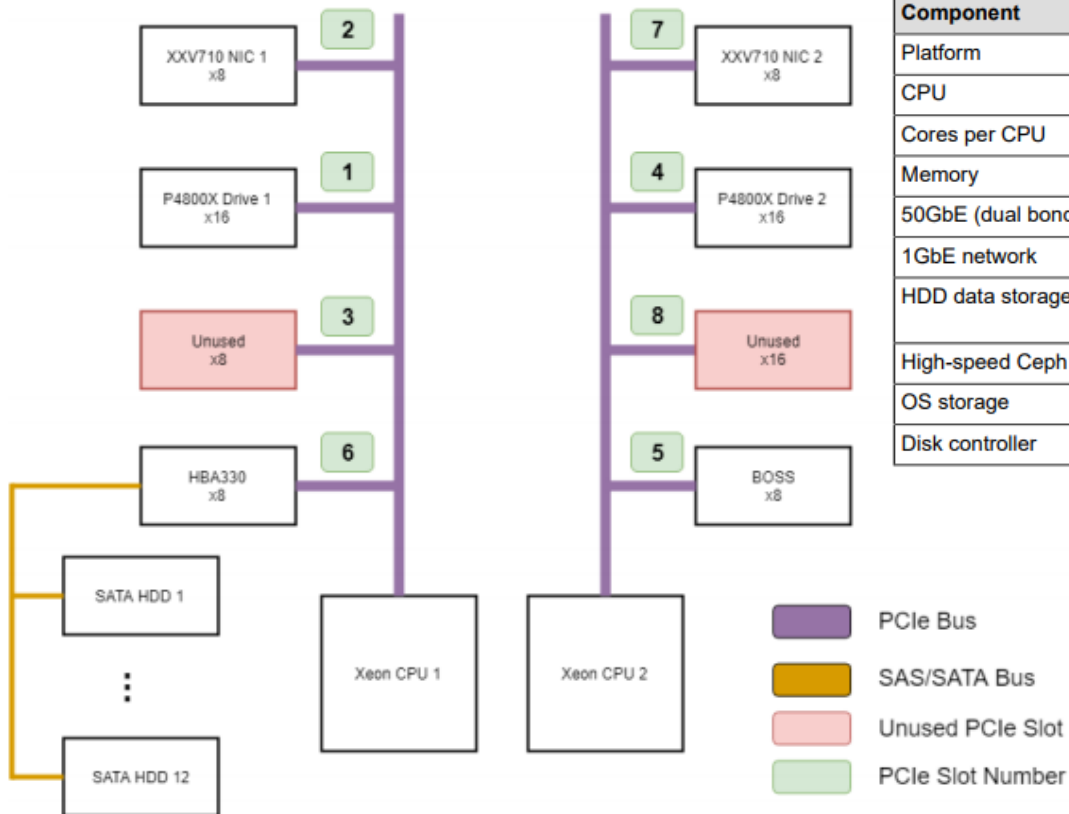 2
XXV710 NIC 1
x8
1
P4800X Drive 1
x16
3
Unused
x8
6
HBA330
x8
SATA HDD 1
⋮
SATA HDD 12
Xeon CPU 1
7
XXV710 NIC 2
x8
4
P4800X Drive 2
x16
8
Unused
x16
5
BOSS
x8
Xeon CPU 2
Component
Platform
CPU
Cores per CPU
Memory
50GbE (dual bond
1GbE network
HDD data storage
High-speed Ceph
OS storage
Disk controller
PCIe Bus
SAS/SATA Bus
Unused PCIe Slot
PCIe Slot Number